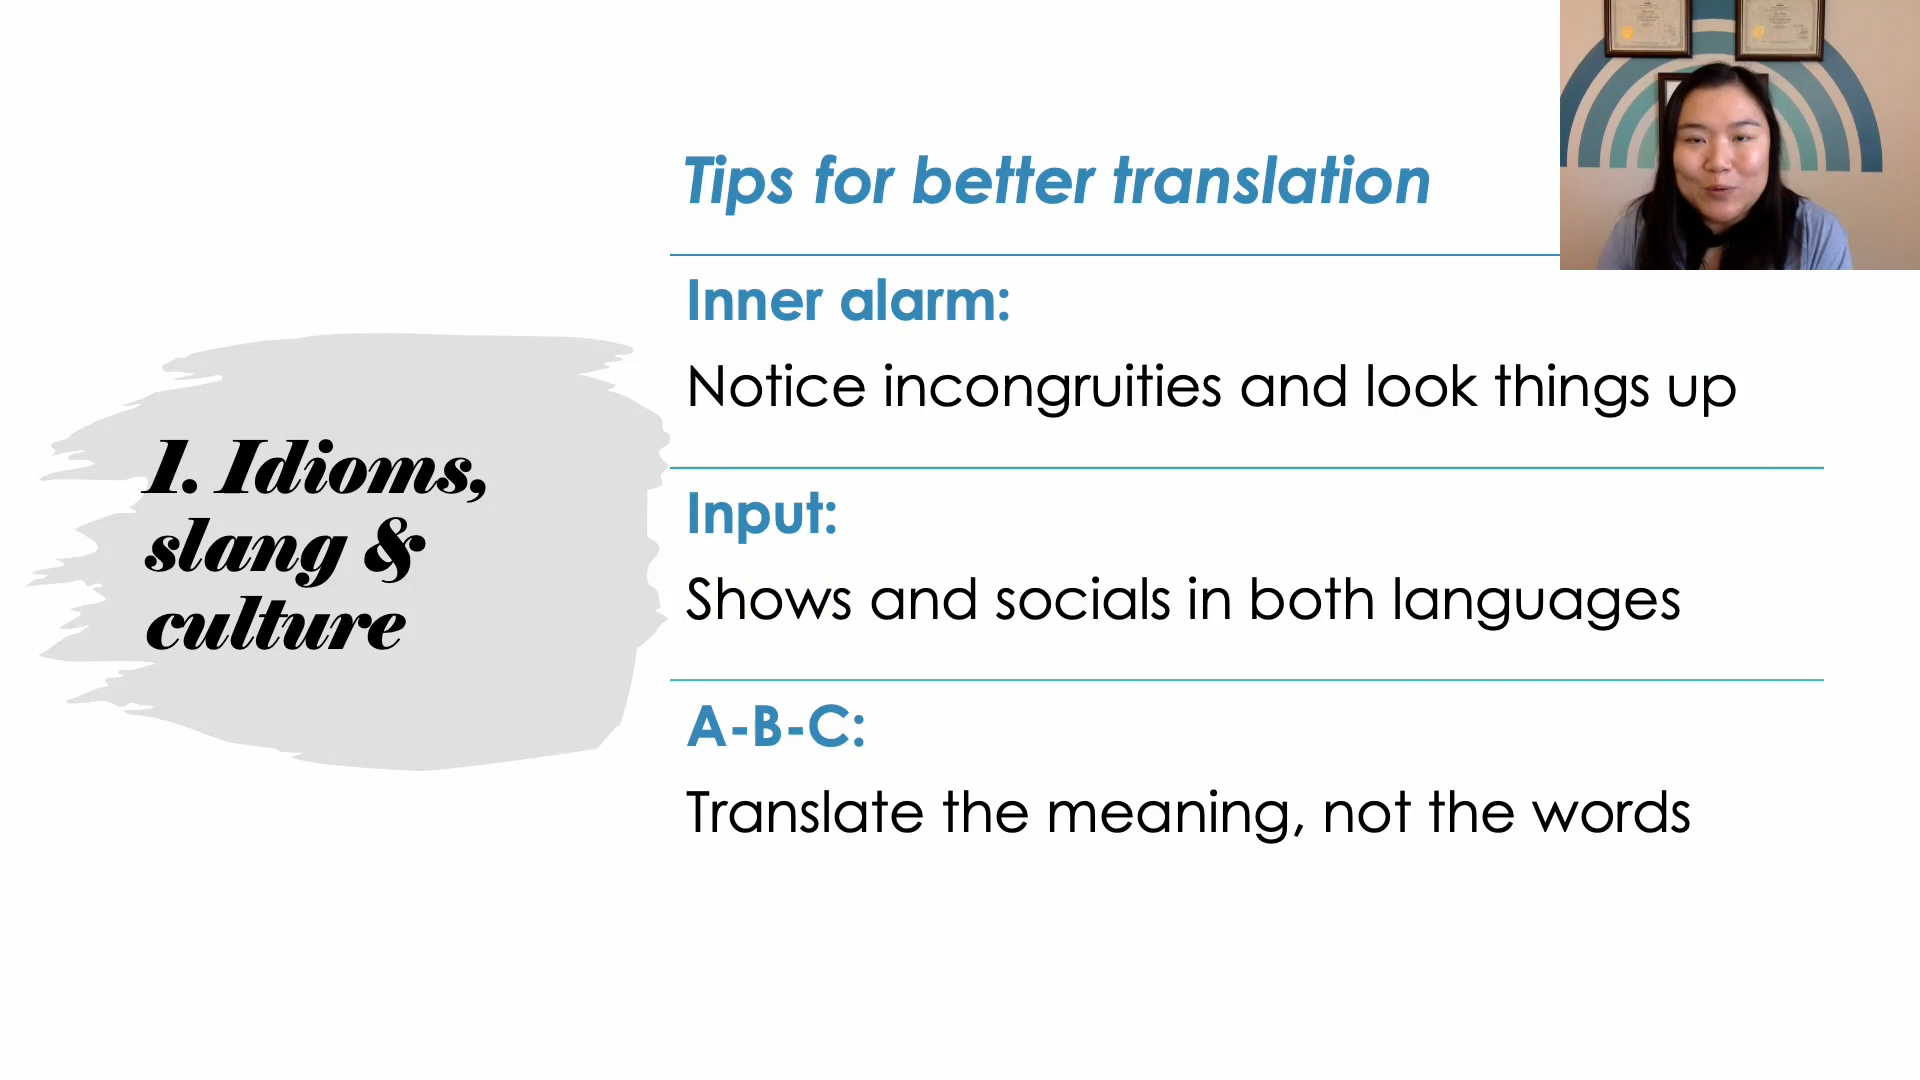 1. Idioms,
slang &
culture
Tips for better translation
Inner alarm:
Notice incongruities and look things up
Input:
Shows and socials in both languages
A-B-C:
Translate the meaning, not the words